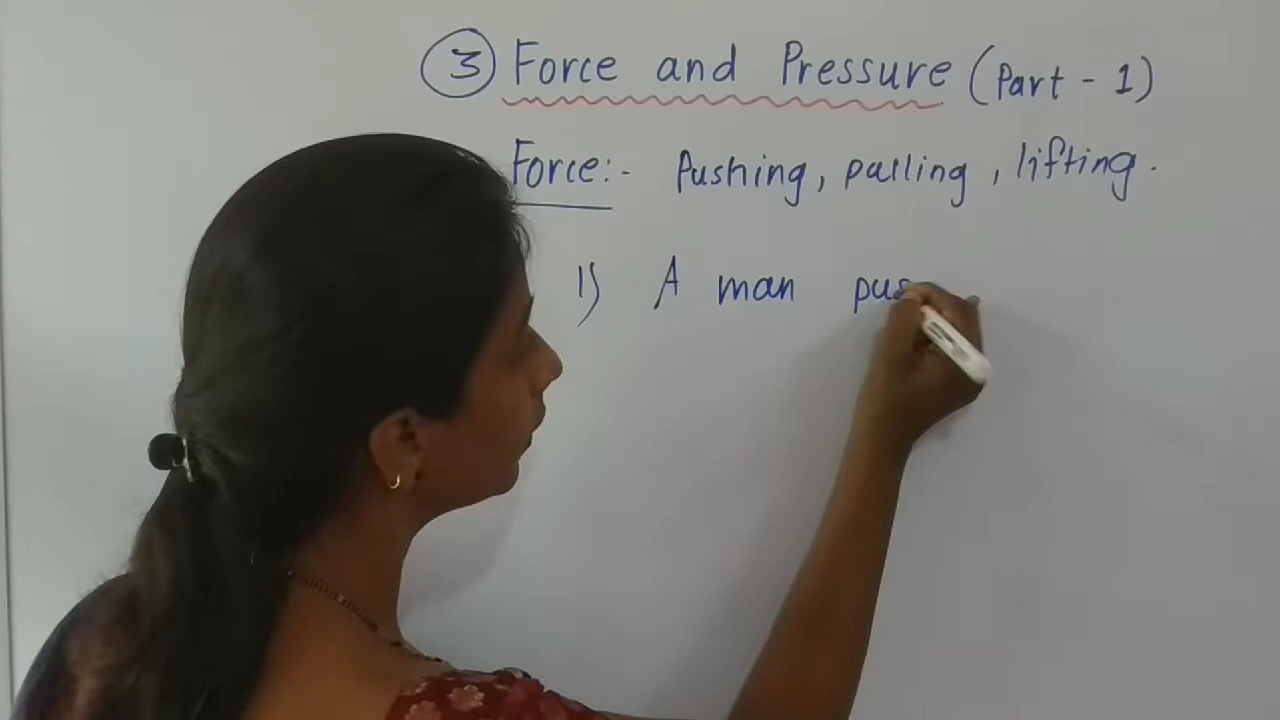 3 Force and Pressure (Part - 1)
Force:- Pushing, pulling, lifting.
1) A man pus